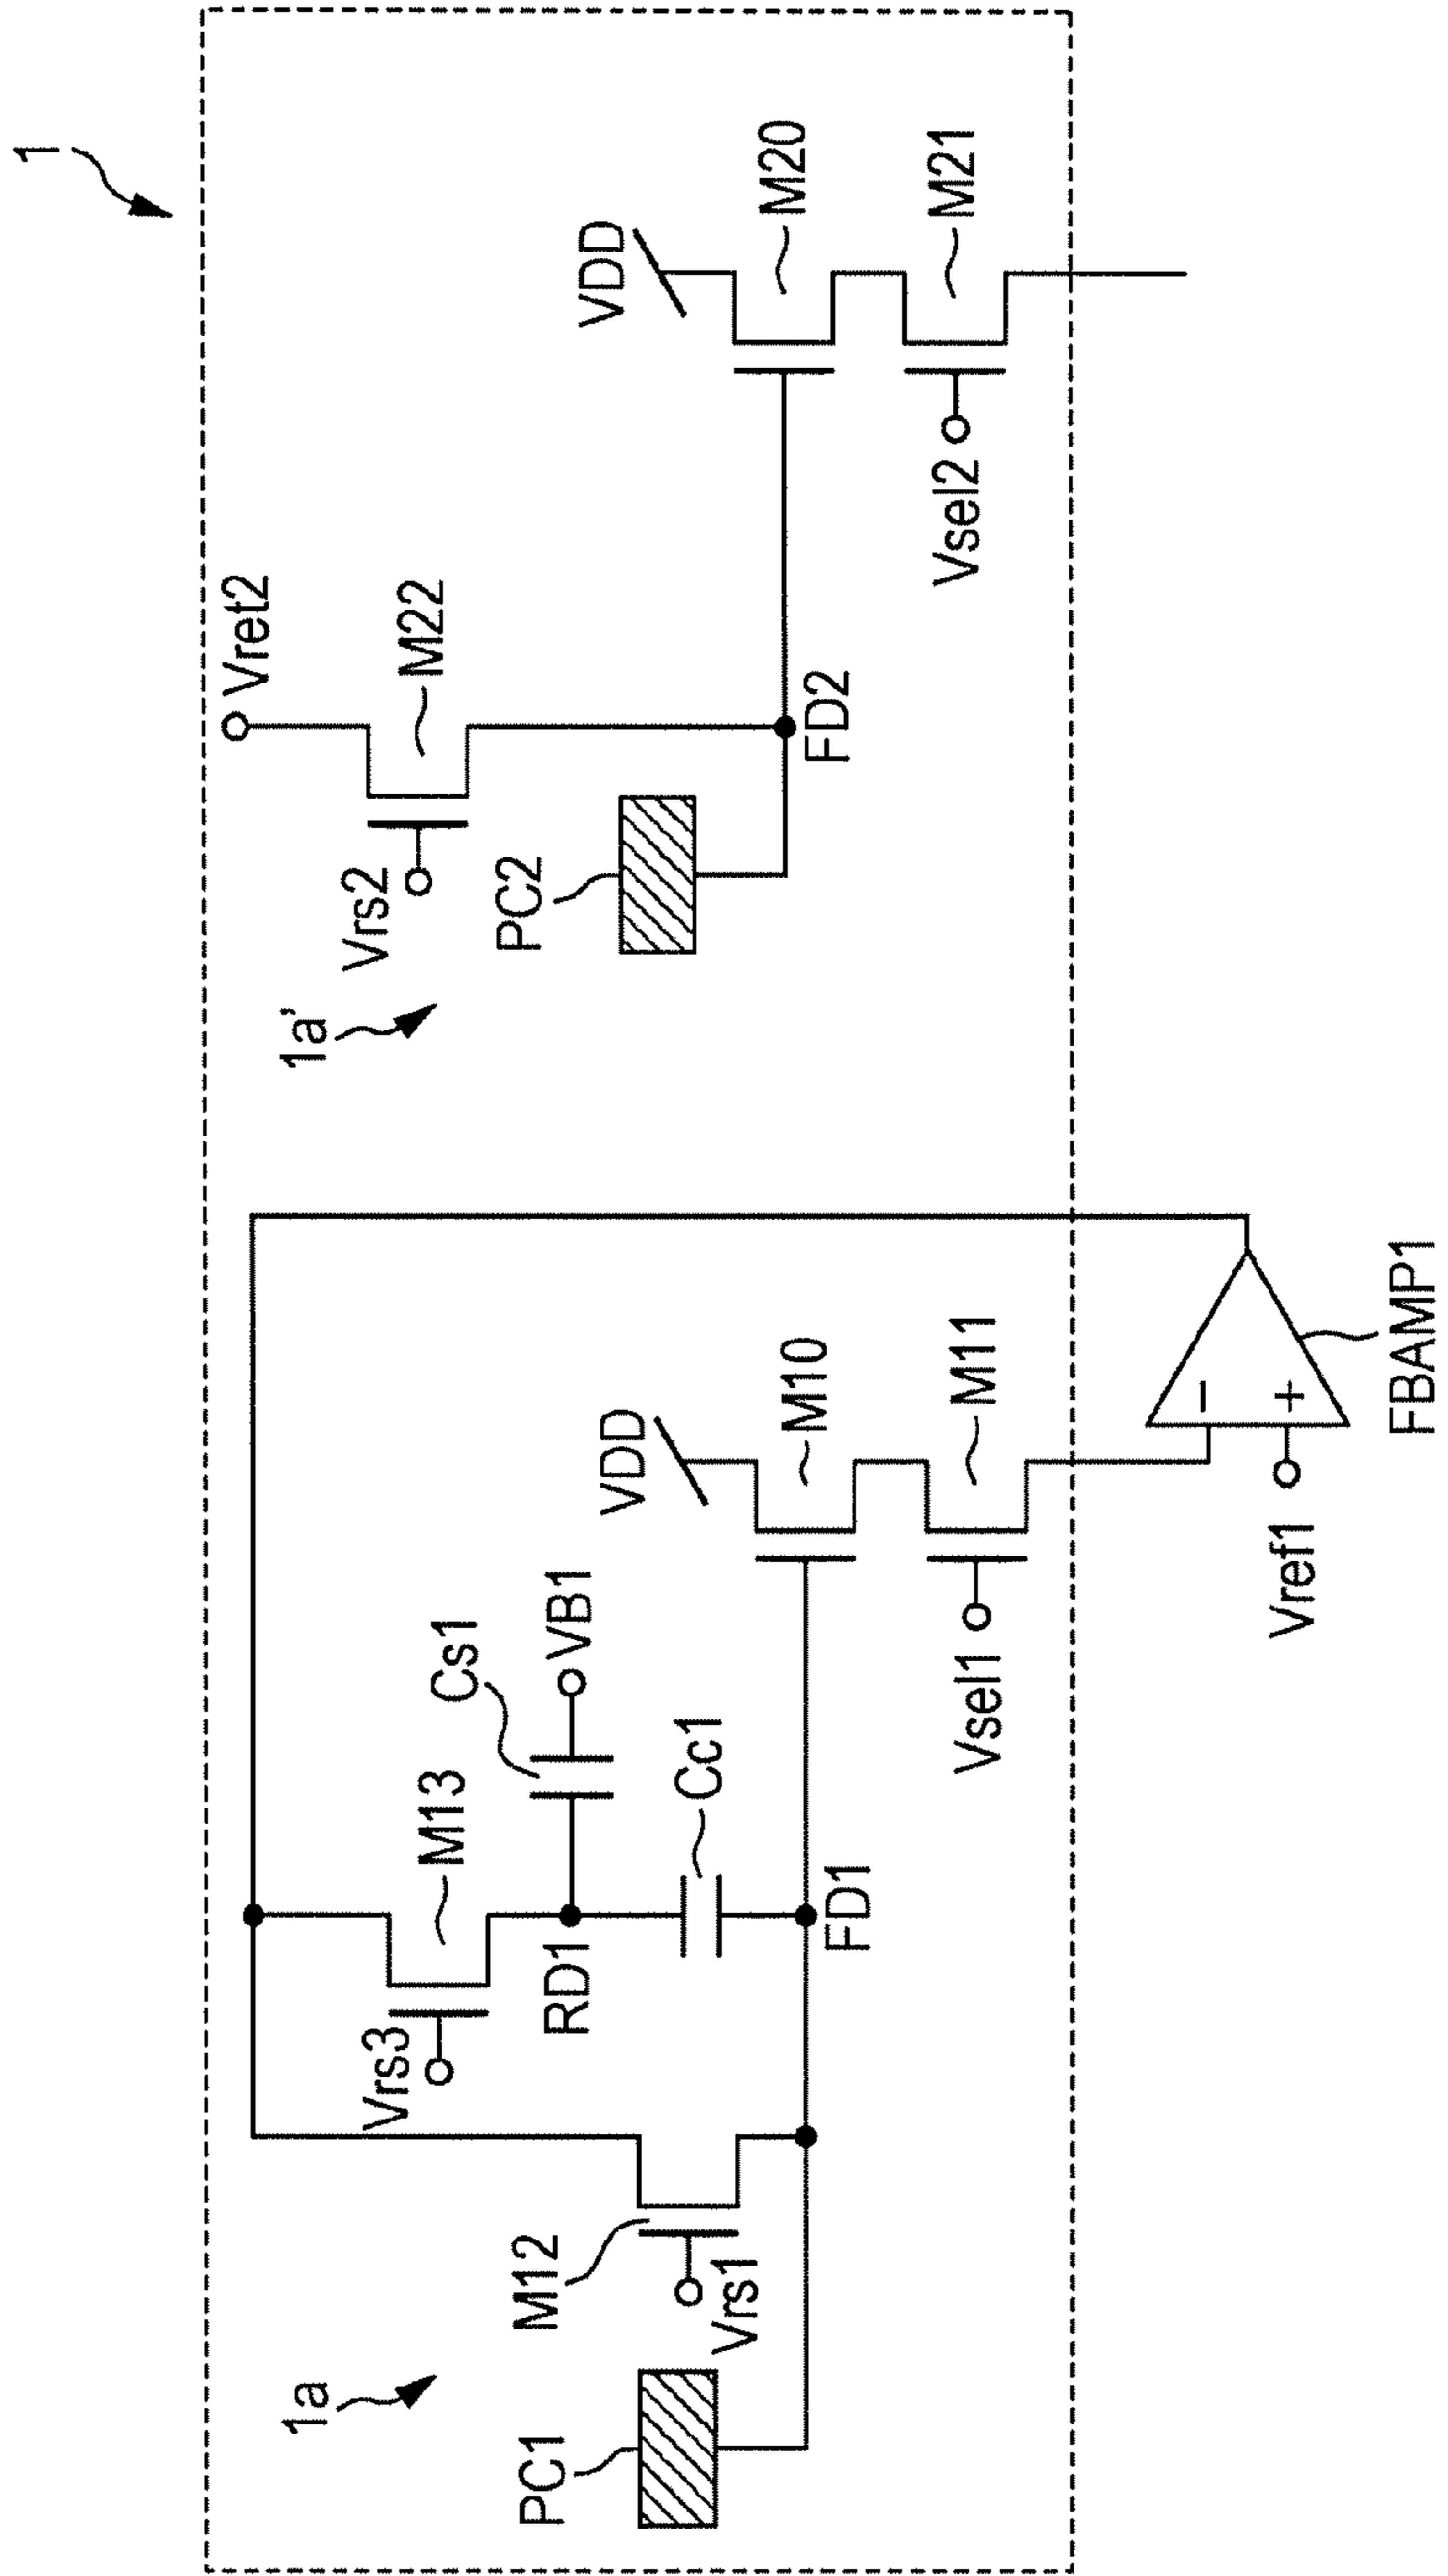 1
1a
1a'
Vret2
M22
Vrs2
PC2
FD2
VDD
M20
M21
Vsel2
M13
Vrs3
RD1
Cs1
VB1
Cc1
M12
Vrs1
PC1
FD1
VDD
M10
M11
Vsel1
Vref1
−
+
FBAMP1